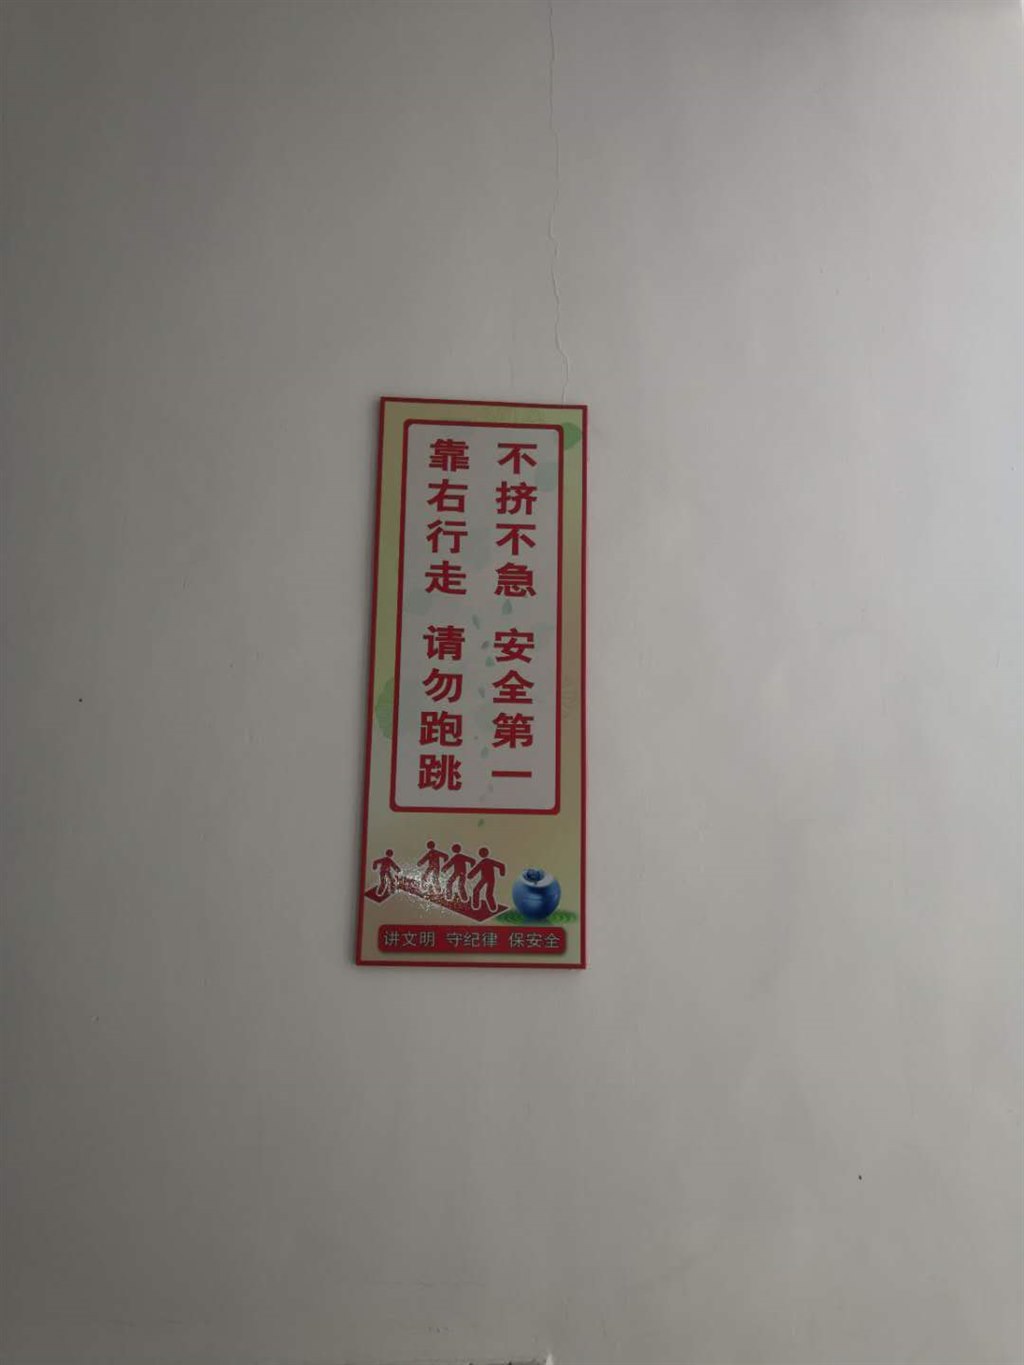 不挤不急 安全第一
靠右行走 请勿跑跳
讲文明 守纪律 保安全